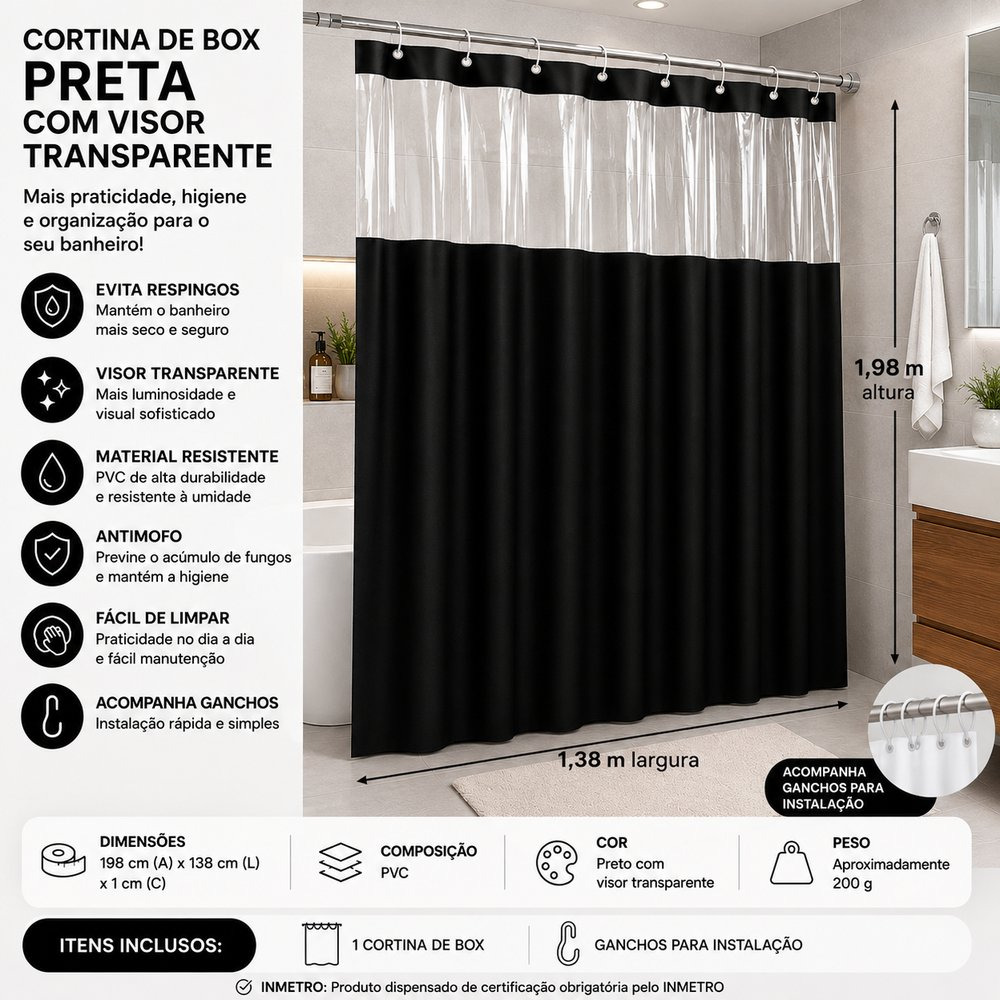 CORTINA DE BOX
PRETA
COM VISOR
TRANSPARENTE
Mais praticidade, higiene
e organização para o
seu banheiro!
EVITA RESPINGOS
Mantém o banheiro
mais seco e seguro
VISOR TRANSPARENTE
Mais luminosidade e
visual sofisticado
MATERIAL RESISTENTE
PVC de alta durabilidade
e resistente à umidade
ANTIMOFO
Previne o acúmulo de fungos
e mantém a higiene
FÁCIL DE LIMPAR
Praticidade no dia a dia
e fácil manutenção
ACOMPANHA GANCHOS
Instalação rápida e simples
1,98 m
altura
1,38 m largura
ACOMPANHA
GANCHOS PARA
INSTALAÇÃO
DIMENSÕES
198 cm (A) x 138 cm (L)
x 1 cm (C)
COMPOSIÇÃO
PVC
COR
Preto com
visor transparente
PESO
Aproximadamente
200 g
ITENS INCLUSOS:
1 CORTINA DE BOX
GANCHOS PARA INSTALAÇÃO
INMETRO: Produto dispensado de certificação obrigatória pelo INMETRO